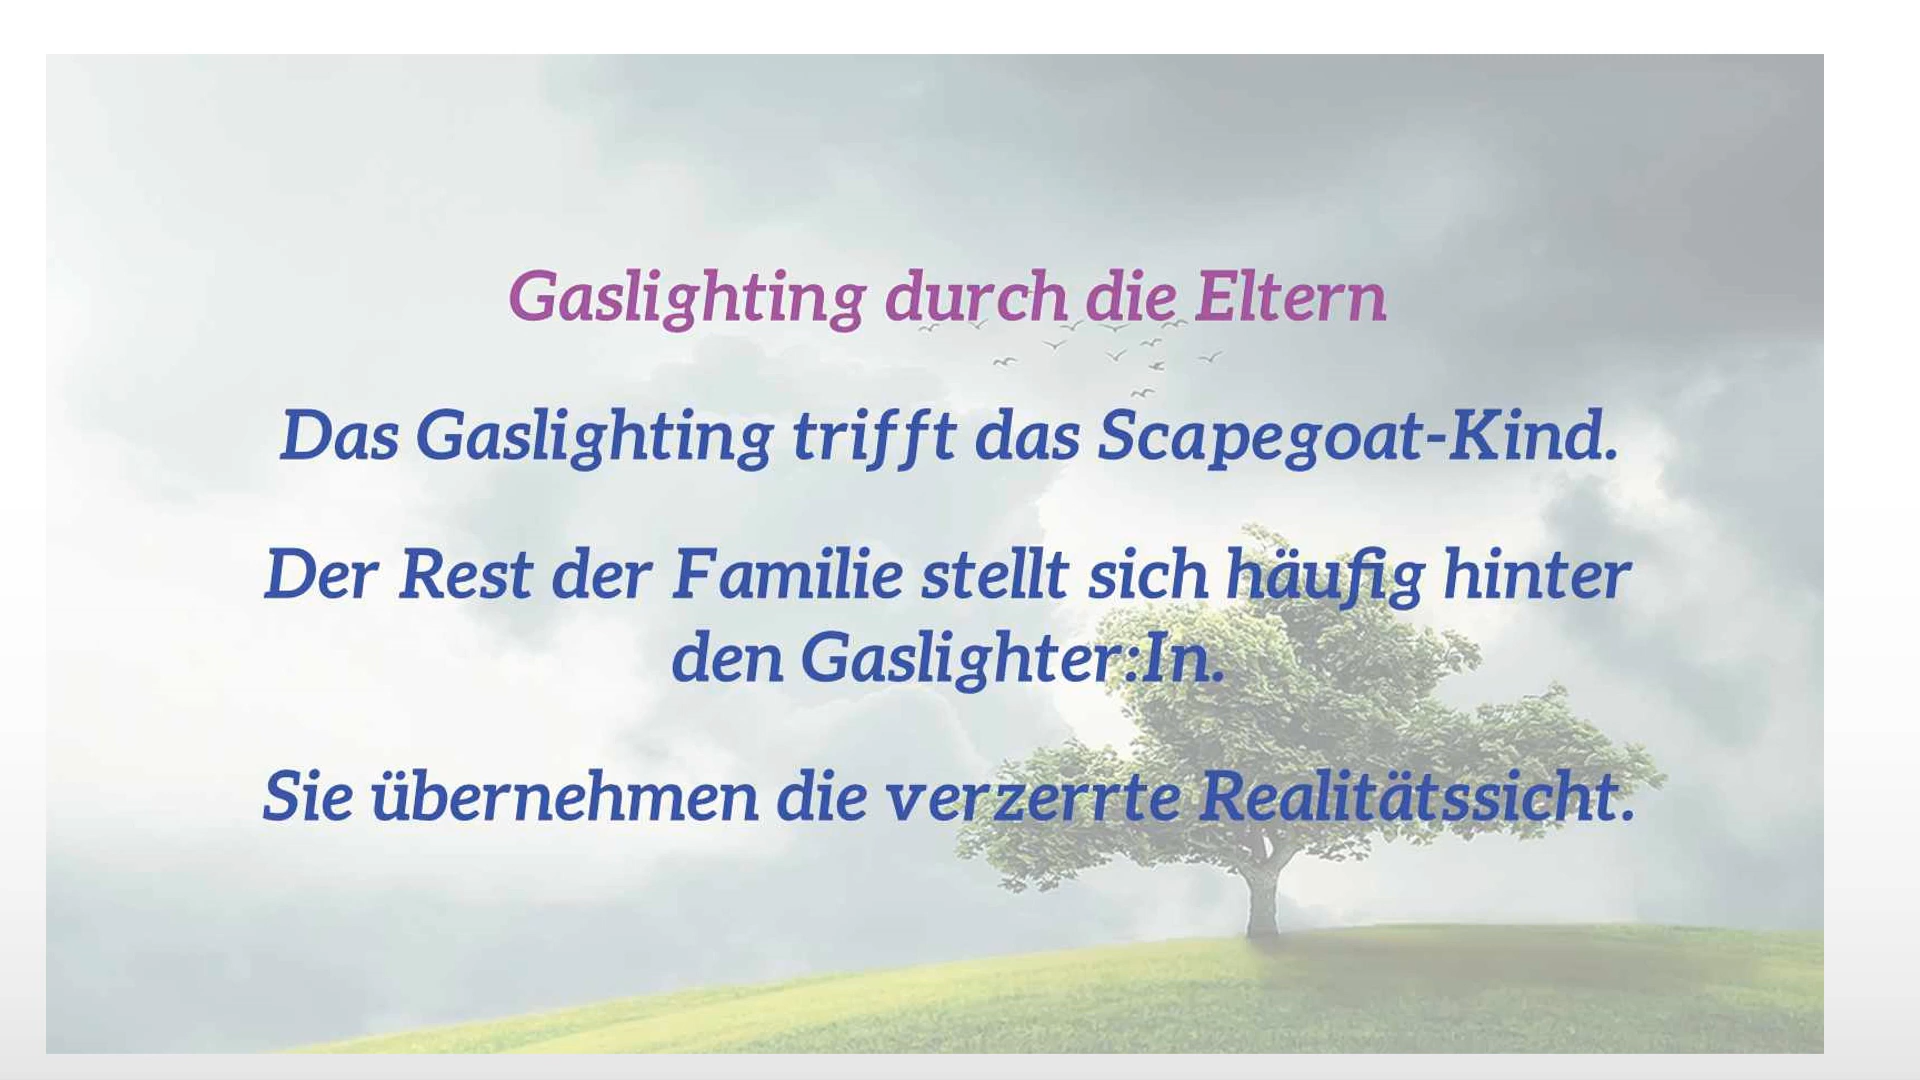 Gaslighting durch die Eltern
Das Gaslighting trifft das Scapegoat-Kind.
Der Rest der Familie stellt sich häufig hinter
den Gaslighter:In.
Sie übernehmen die verzerrte Realitätssicht.